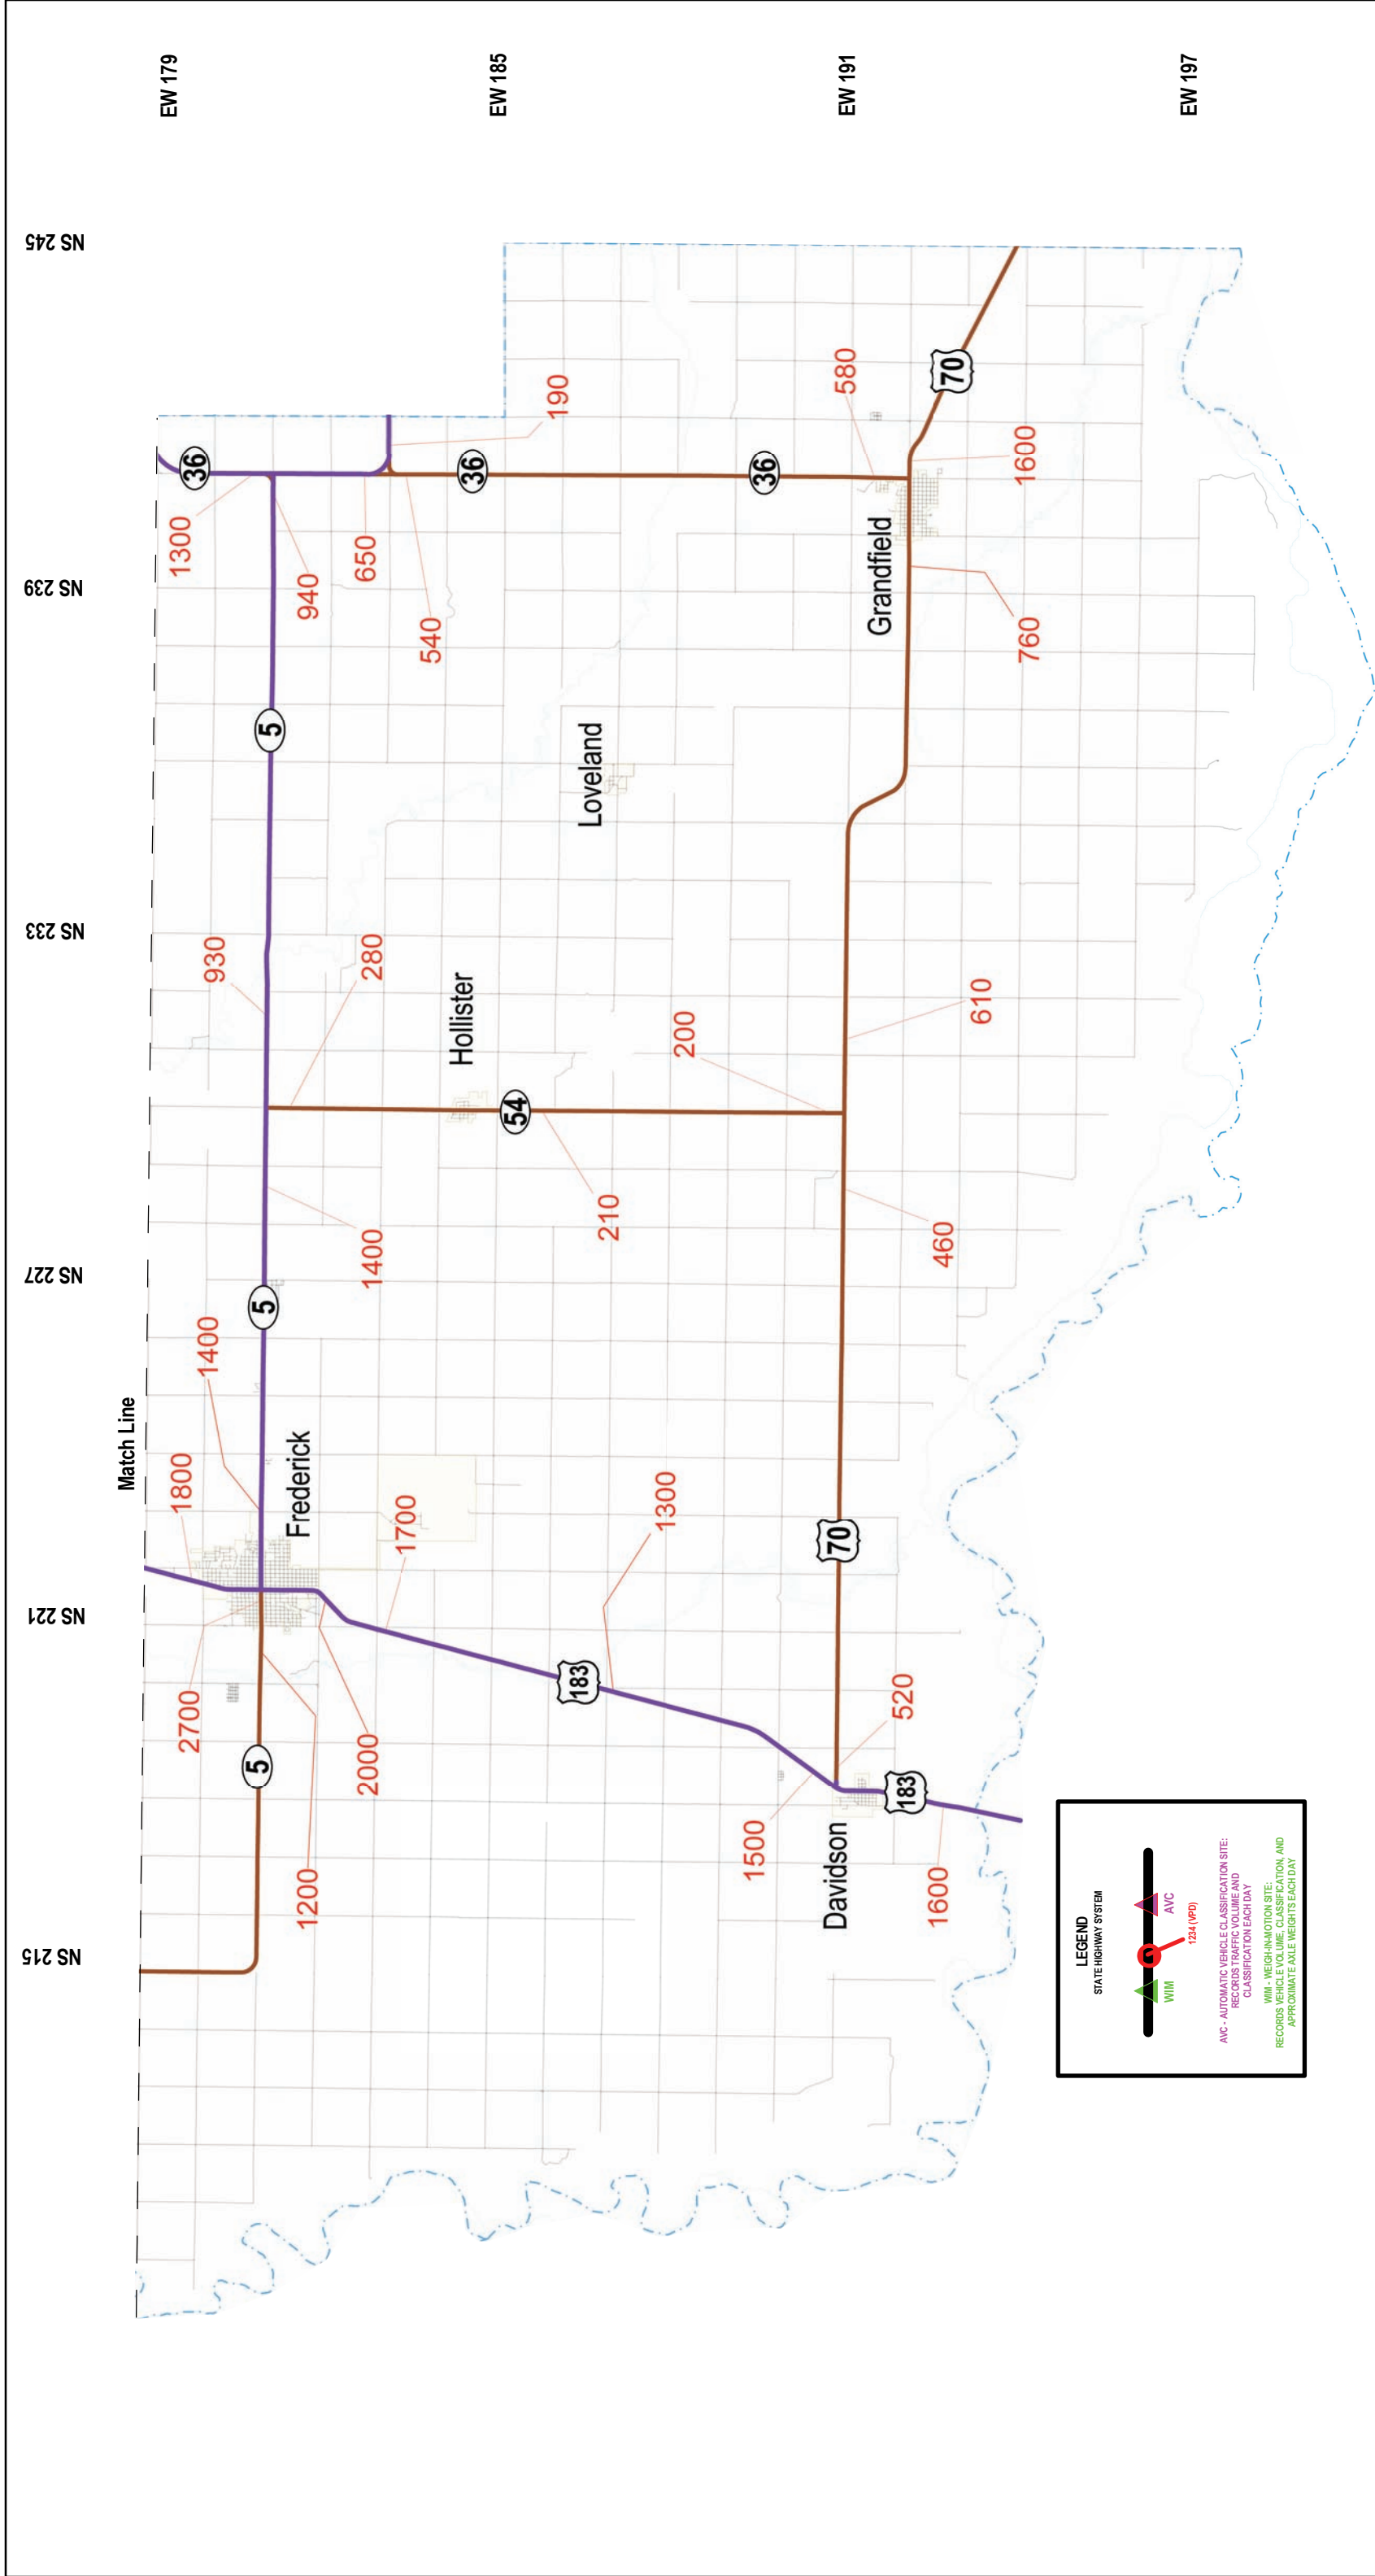 NS 215
NS 221
NS 227
NS 233
NS 239
NS 245
Match Line
EW 179
EW 185
EW 191
EW 197
1800
1400
930
1300
36
2700
5
5
5
Frederick
1200
2000
1400
280
940
650
540
1700
Hollister
36
190
54
183
210
Loveland
1300
200
36
1500
70
580
Davidson
520
Grandfield
183
1600
460
610
70
760
1600
LEGEND
STATE HIGHWAY SYSTEM
WIM
AVC
1234 (VPD)
AVC - AUTOMATIC VEHICLE CLASSIFICATION SITE:
RECORDS TRAFFIC VOLUME AND
CLASSIFICATION EACH DAY
WIM - WEIGH-IN-MOTION SITE:
RECORDS VEHICLE VOLUME, CLASSIFICATION, AND
APPROXIMATE AXLE WEIGHTS EACH DAY